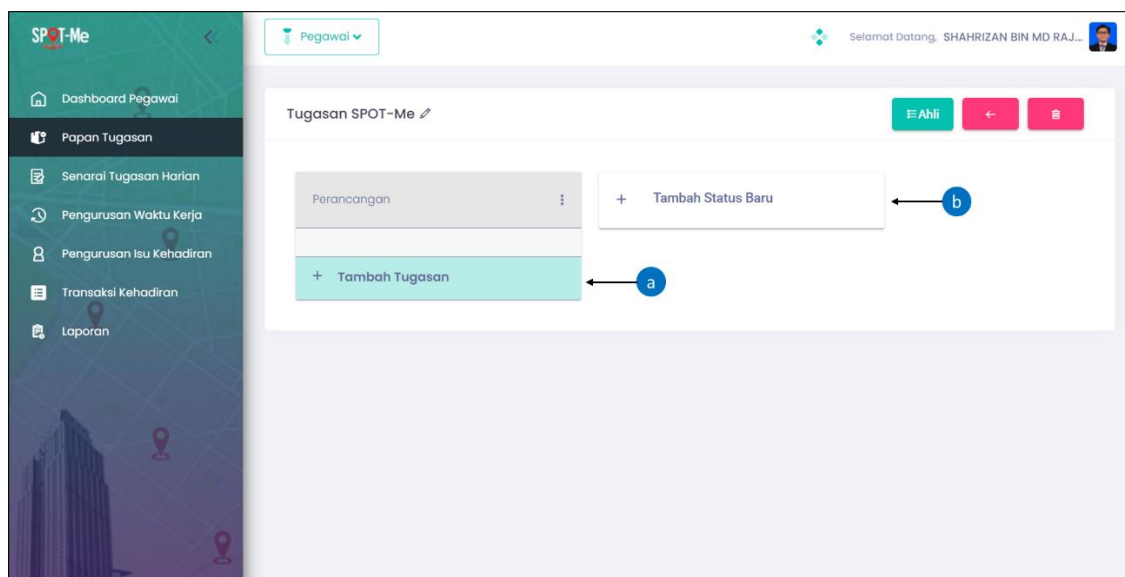 SPOT-Me
Pegawai
Selamat Datang, SHAHRIZAN BIN MD RAJ...
Dashboard Pegawai
Papan Tugasan
Senarai Tugasan Harian
Pengurusan Waktu Kerja
Pengurusan Isu Kehadiran
Transaksi Kehadiran
Laporan
Tugasan SPOT-Me
Ahli
Perancangan
+ Tambah Status Baru
b
+ Tambah Tugasan
a